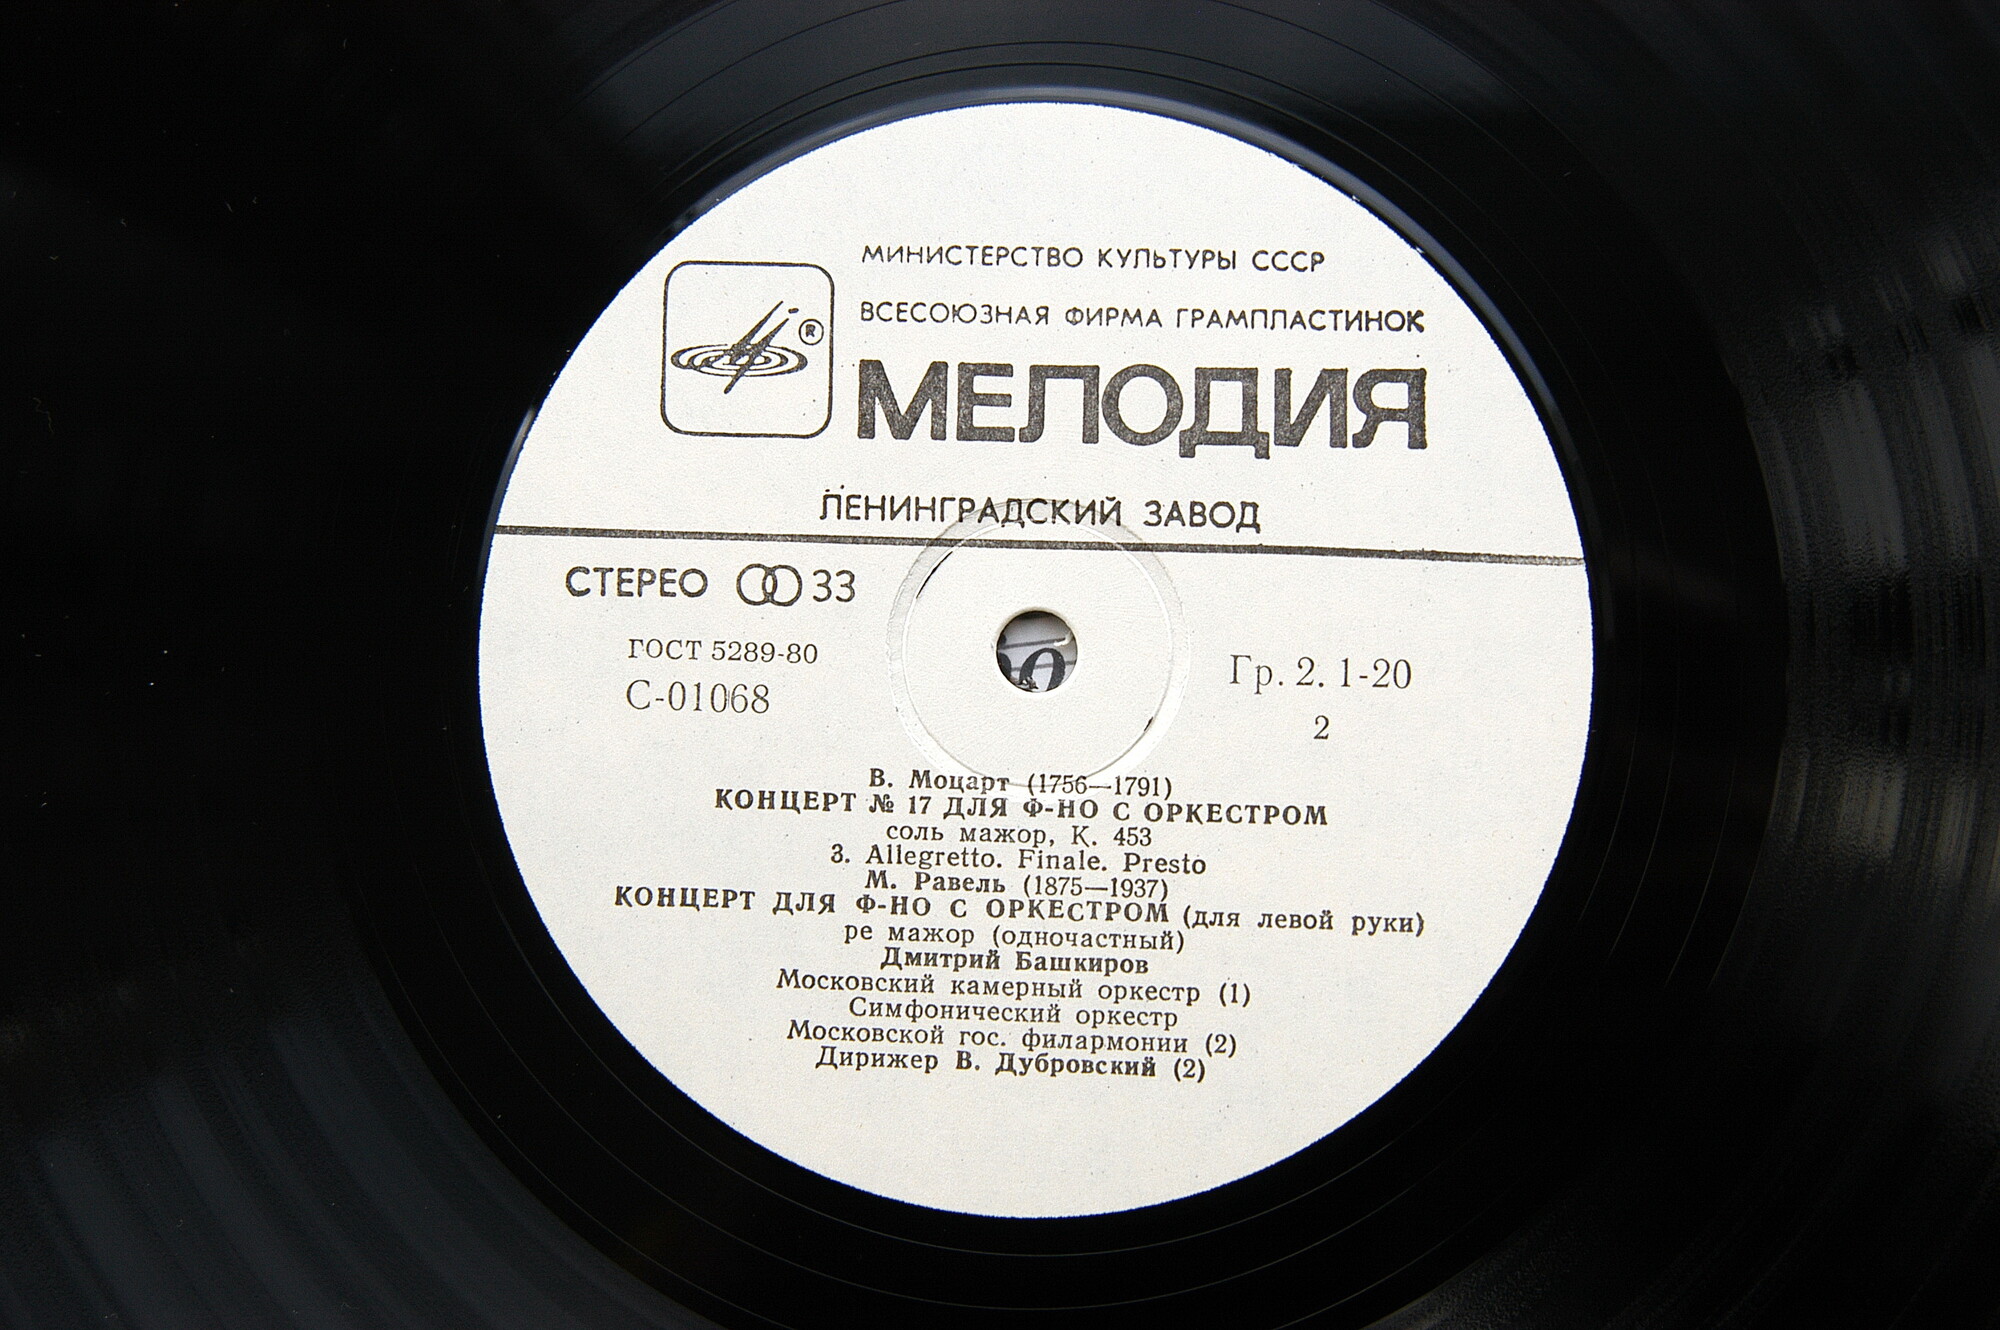 МИНИСТЕРСТВО КУЛЬТУРЫ СССР
ВСЕСОЮЗНАЯ ФИРМА ГРАМПЛАСТИНОК
®
МЕЛОДИЯ
ЛЕНИНГРАДСКИЙ ЗАВОД
СТЕРЕО 33
ГОСТ 5289-80
С-01068
Гр. 2. 1-20
2
В. Моцарт (1756—1791)
КОНЦЕРТ № 17 ДЛЯ Ф-НО С ОРКЕСТРОМ
соль мажор, К. 453
3. Allegretto. Finale. Presto
М. Равель (1875—1937)
КОНЦЕРТ ДЛЯ Ф-НО С ОРКЕСТРОМ (для левой руки)
ре мажор (одночастный)
Дмитрий Башкиров
Московский камерный оркестр (1)
Симфонический оркестр
Московской гос. филармонии (2)
Дирижер В. Дубровский (2)